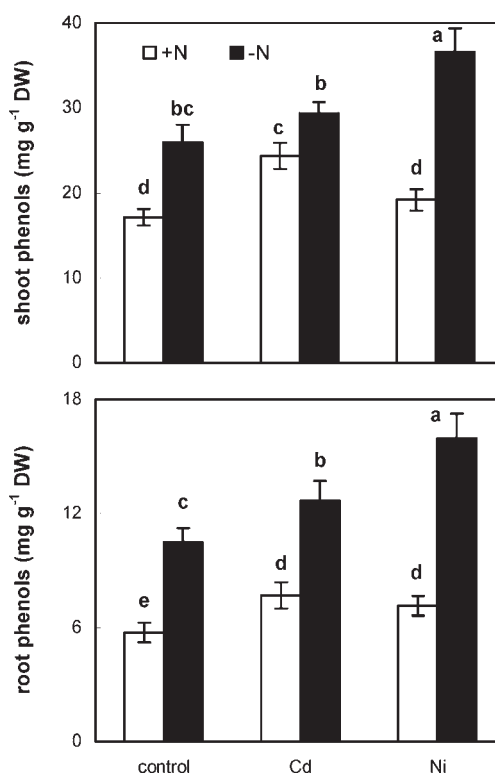 40
30
20
10
0
shoot phenols (mg g⁻¹ DW)
+N -N
d
bc
c
b
d
a
18
12
6
0
root phenols (mg g⁻¹ DW)
e
c
d
b
d
a
control Cd Ni